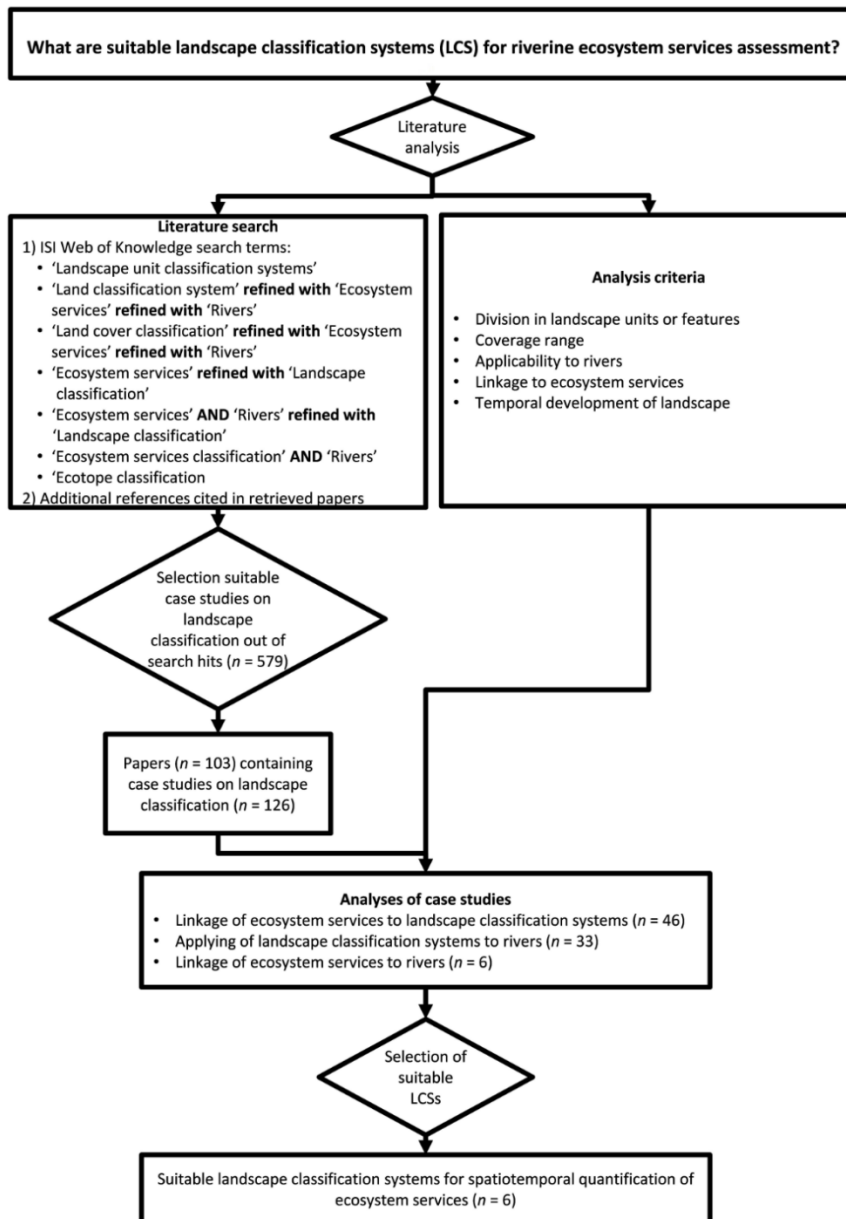 What are suitable landscape classification systems (LCS) for riverine ecosystem services assessment?
Literature
analysis
Literature search
1) ISI Web of Knowledge search terms:
• ‘Landscape unit classification systems’
• ‘Land classification system’ refined with ‘Ecosystem
services’ refined with ‘Rivers’
• ‘Land cover classification’ refined with ‘Ecosystem
services’ refined with ‘Rivers’
• ‘Ecosystem services’ refined with ‘Landscape
classification’
• ‘Ecosystem services’ AND ‘Rivers’ refined with
‘Landscape classification’
• ‘Ecosystem services classification’ AND ‘Rivers’
• ‘Ecotope classification
2) Additional references cited in retrieved papers
Analysis criteria
• Division in landscape units or features
• Coverage range
• Applicability to rivers
• Linkage to ecosystem services
• Temporal development of landscape
Selection suitable
case studies on
landscape
classification out of
search hits (n = 579)
Papers (n = 103) containing
case studies on landscape
classification (n = 126)
Analyses of case studies
• Linkage of ecosystem services to landscape classification systems (n = 46)
• Applying of landscape classification systems to rivers (n = 33)
• Linkage of ecosystem services to rivers (n = 6)
Selection of
suitable
LCSs
Suitable landscape classification systems for spatiotemporal quantification of
ecosystem services (n = 6)